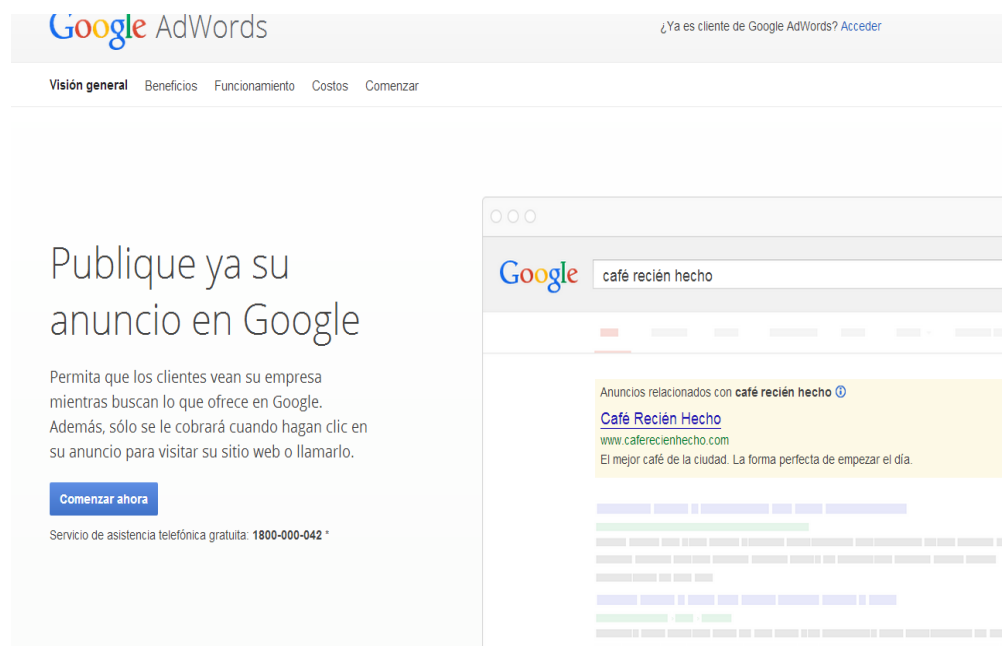 Google AdWords
¿Ya es cliente de Google AdWords? Acceder
Visión general Beneficios Funcionamiento Costos Comenzar
Publique ya su
anuncio en Google
Permita que los clientes vean su empresa
mientras buscan lo que ofrece en Google.
Además, sólo se le cobrará cuando hagan clic en
su anuncio para visitar su sitio web o llamarlo.
Comenzar ahora
Servicio de asistencia telefónica gratuita: 1800-000-042 *
Google café recién hecho
Anuncios relacionados con café recién hecho
Café Recién Hecho
www.caferecienhecho.com
El mejor café de la ciudad. La forma perfecta de empezar el día.